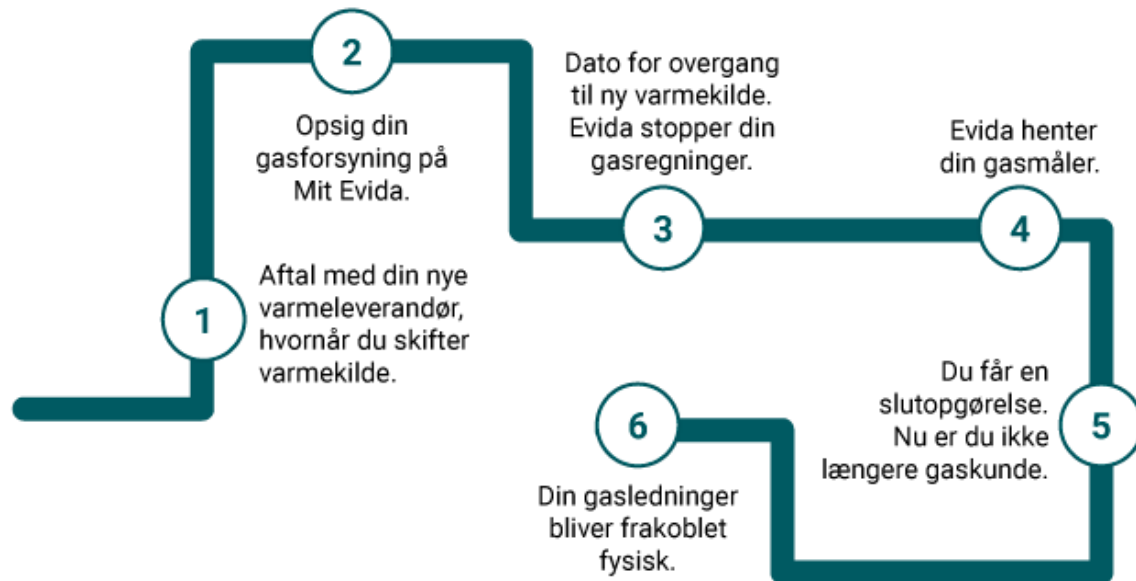 1
Aftal med din nye
varmeleverandør,
hvornår du skifter
varmekilde.
2
Opsig din
gasforsyning på
Mit Evida.
Dato for overgang
til ny varmekilde.
Evida stopper din
gasregninger.
3
Evida henter
din gasmåler.
4
Du får en
slutopgørelse.
Nu er du ikke
længere gaskunde.
5
6
Din gasledninger
bliver frakoblet
fysisk.